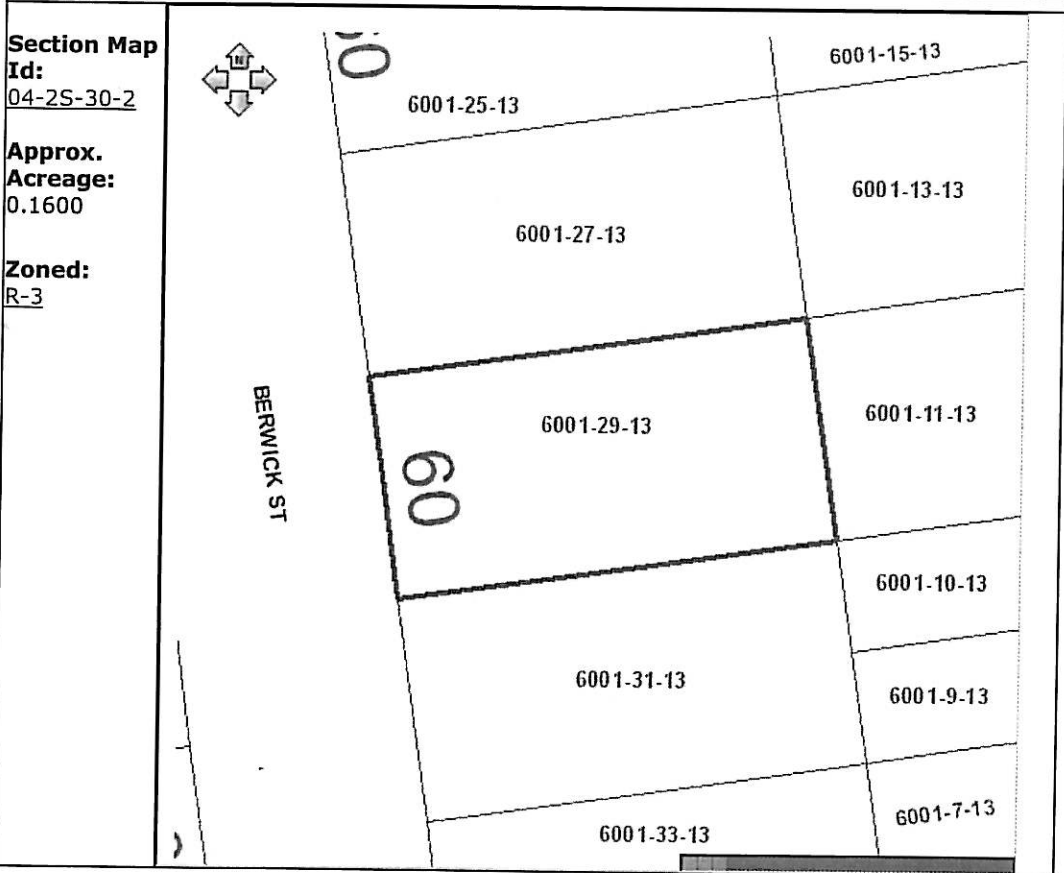 Section Map
Id:
04-2S-30-2
Approx.
Acreage:
0.1600
Zoned:
R-3
N
60
6001-25-13
6001-15-13
6001-27-13
6001-13-13
BERWICK ST
6001-29-13
60
6001-11-13
6001-10-13
6001-31-13
6001-9-13
6001-33-13
6001-7-13